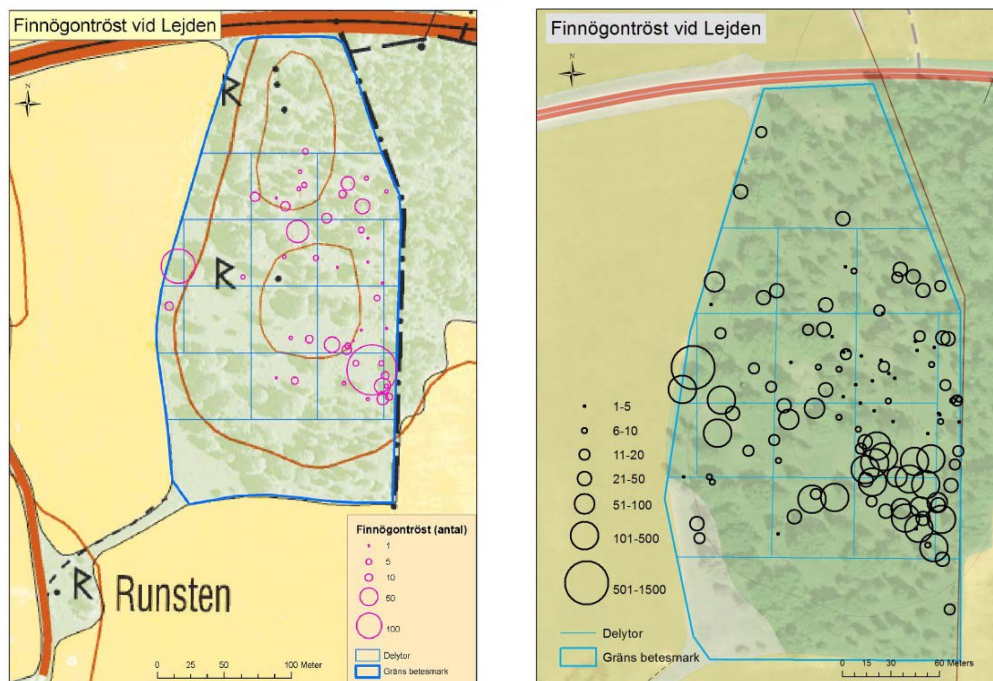 Finnögontröst vid Lejden
N
R
R
R
Runsten
Finnögontröst (antal)
1
5
10
50
100
Delytor
Gräns betesmark
0 50 100 Meter
Finnögontröst vid Lejden
N
R
1-5
6-10
11-20
21-50
51-100
101-500
501-1500
Delytor
Gräns betesmark
0 15 30 60 Meters